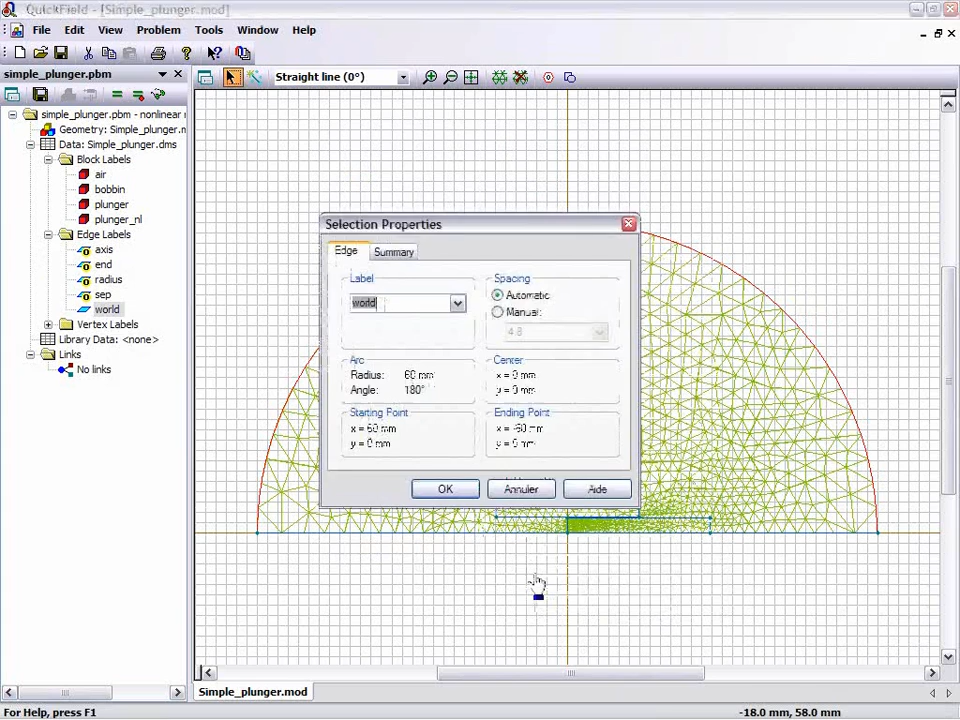 QuickField - [Simple_plunger.mod]
File Edit View Problem Tools Window Help
simple_plunger.pbm
Straight line (0°)
simple_plunger.pbm - nonlinear
Geometry: Simple_plunger.m
Data: Simple_plunger.dms
Block Labels
air
bobbin
plunger
plunger_nl
Edge Labels
axis
end
radius
sep
world
Vertex Labels
Library Data: <none>
Links
No links
Selection Properties
Edge Summary
Label
world
Spacing
Automatic
Manual:
4.8
Arc
Radius: 60 mm
Angle: 180°
Center
x = 0 mm
y = 0 mm
Starting Point
x = 60 mm
y = 0 mm
Ending Point
x = -60 mm
y = 0 mm
OK Annuler Aide
Simple_plunger.mod
For Help, press F1
-18.0 mm, 58.0 mm